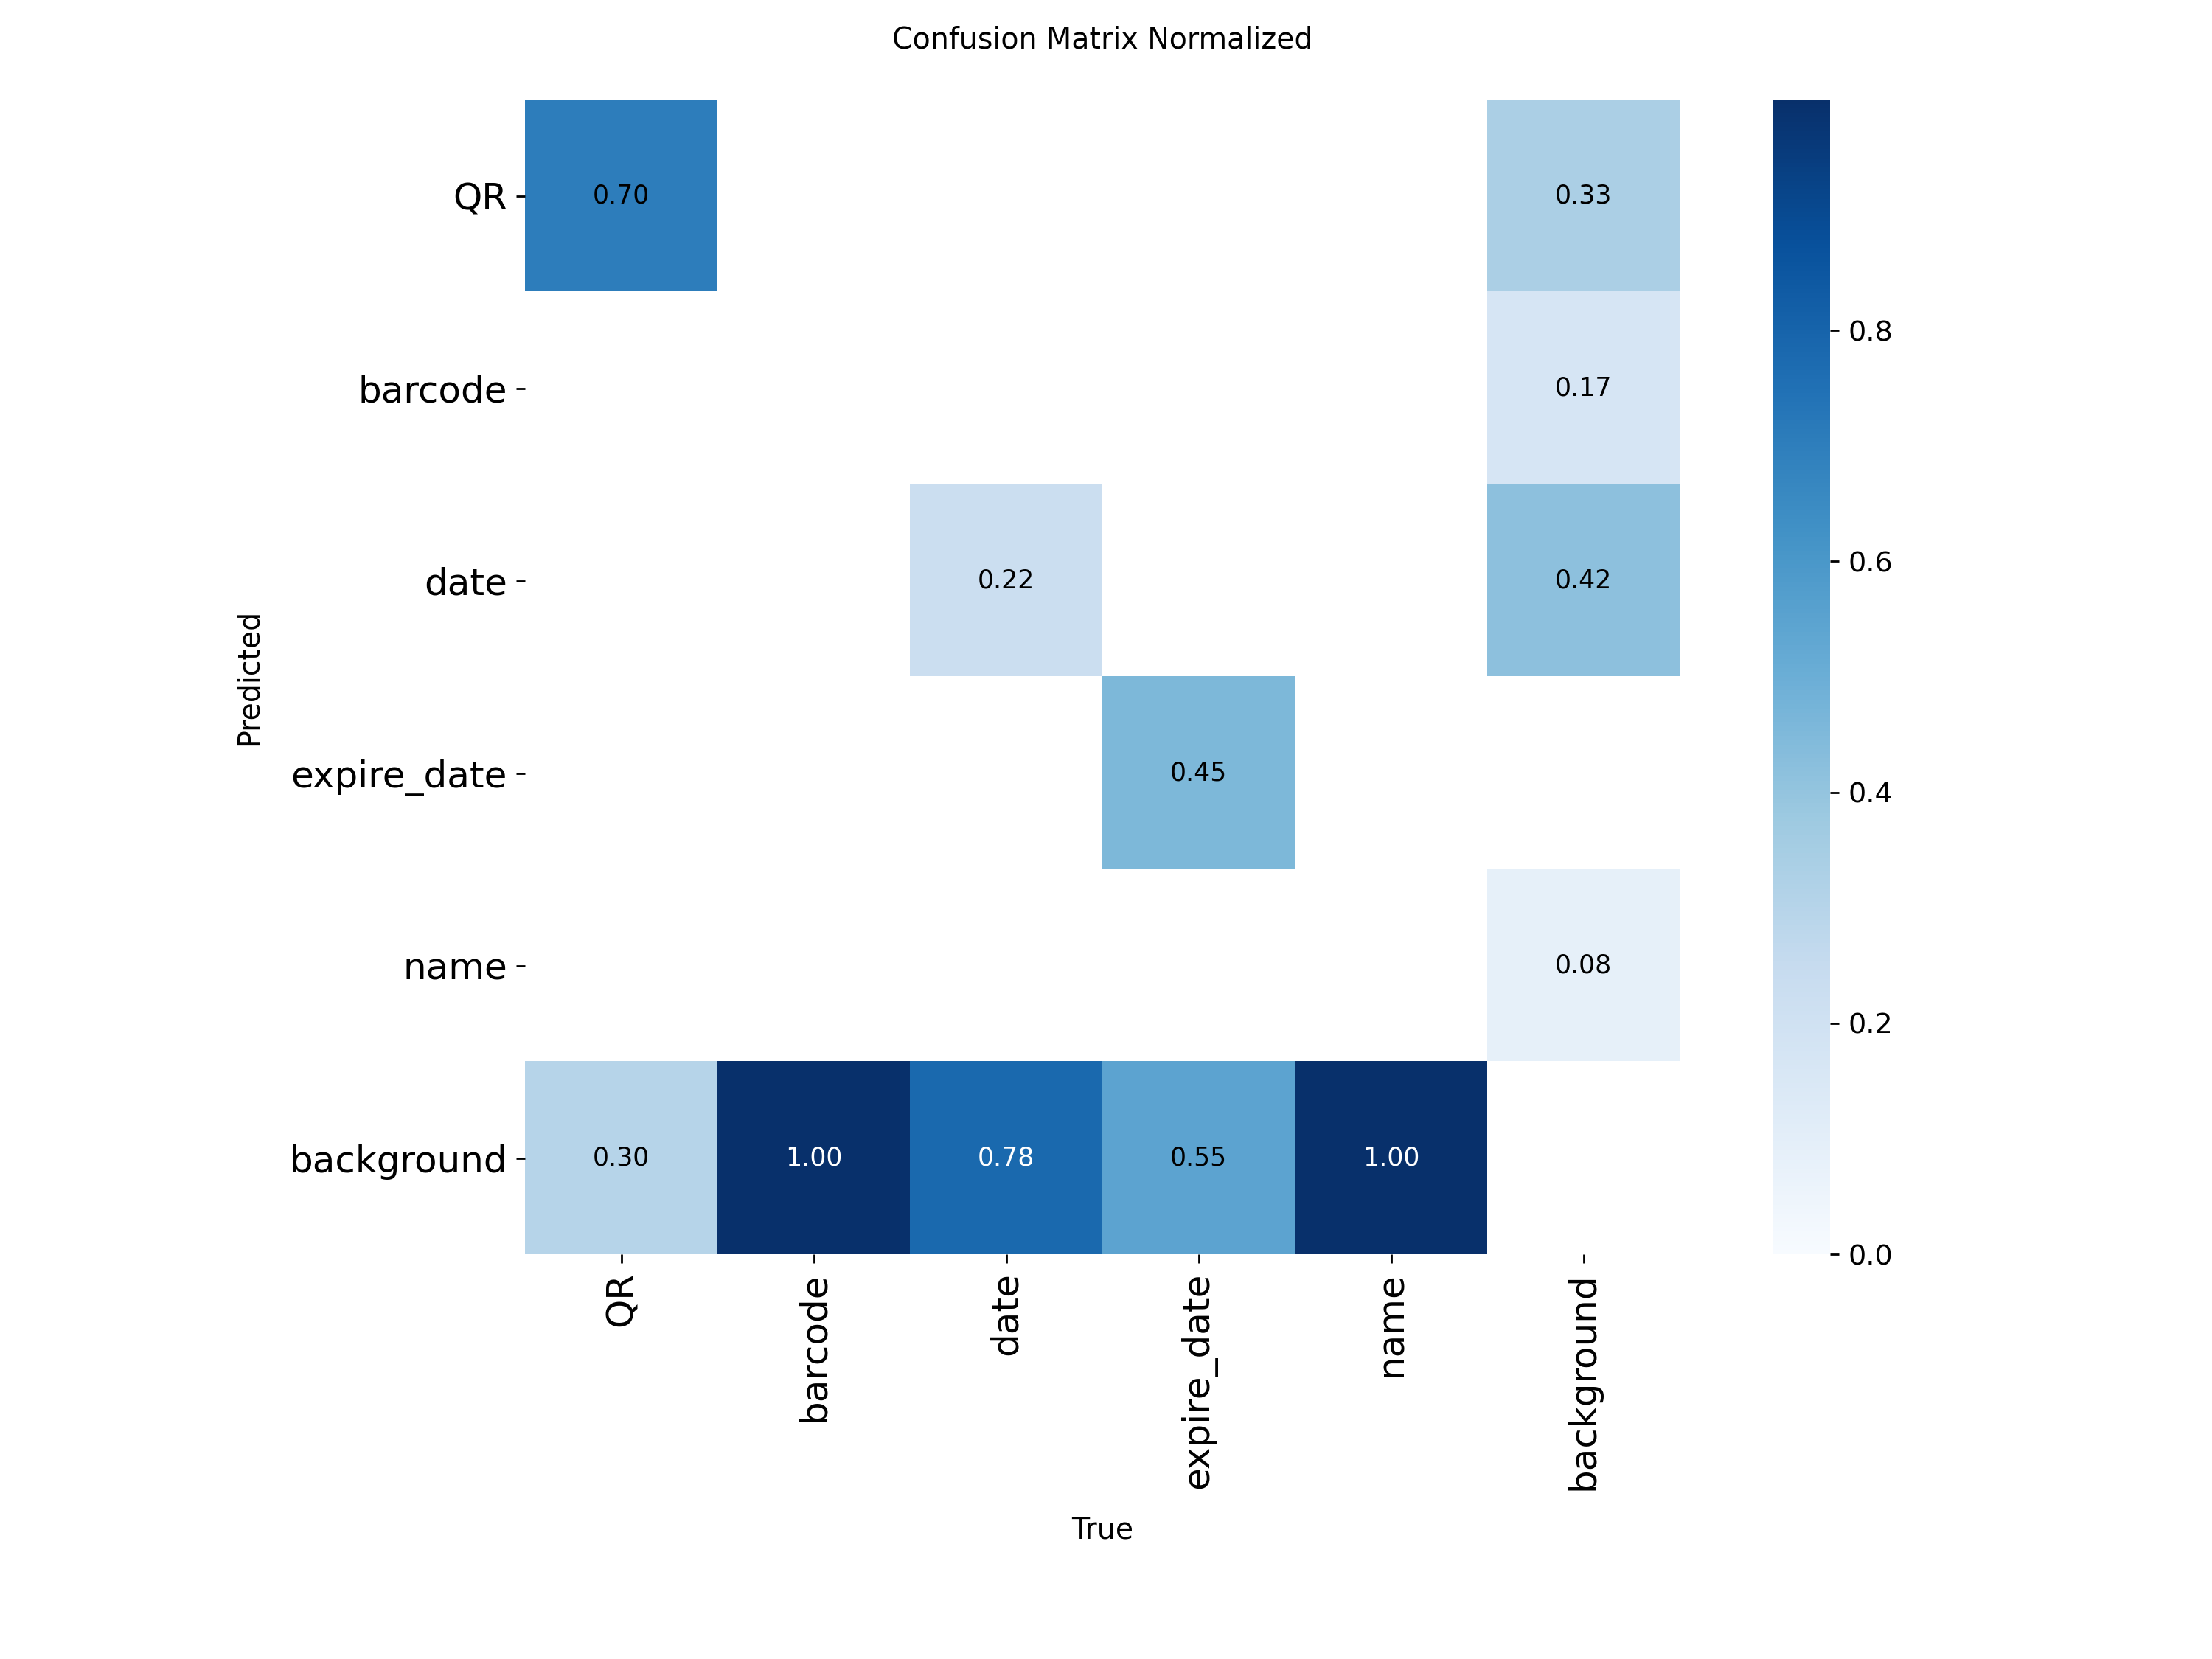 Confusion Matrix Normalized
QR
0.70
0.33
barcode
0.17
date
0.22
0.42
expire_date
0.45
name
0.08
background
0.30
1.00
0.78
0.55
1.00
QR
barcode
date
expire_date
name
background
Predicted
True
0.8
0.6
0.4
0.2
0.0